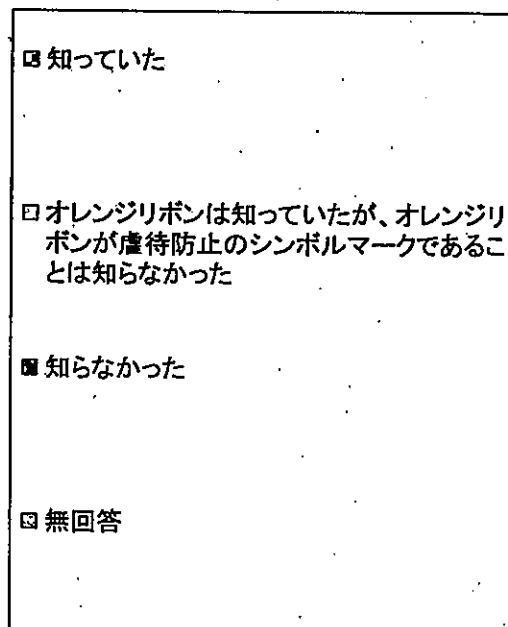 知っていた
オレンジリボンは知っていたが、オレンジリ
ボンが虐待防止のシンボルマークであるこ
とは知らなかった
知らなかった
無回答